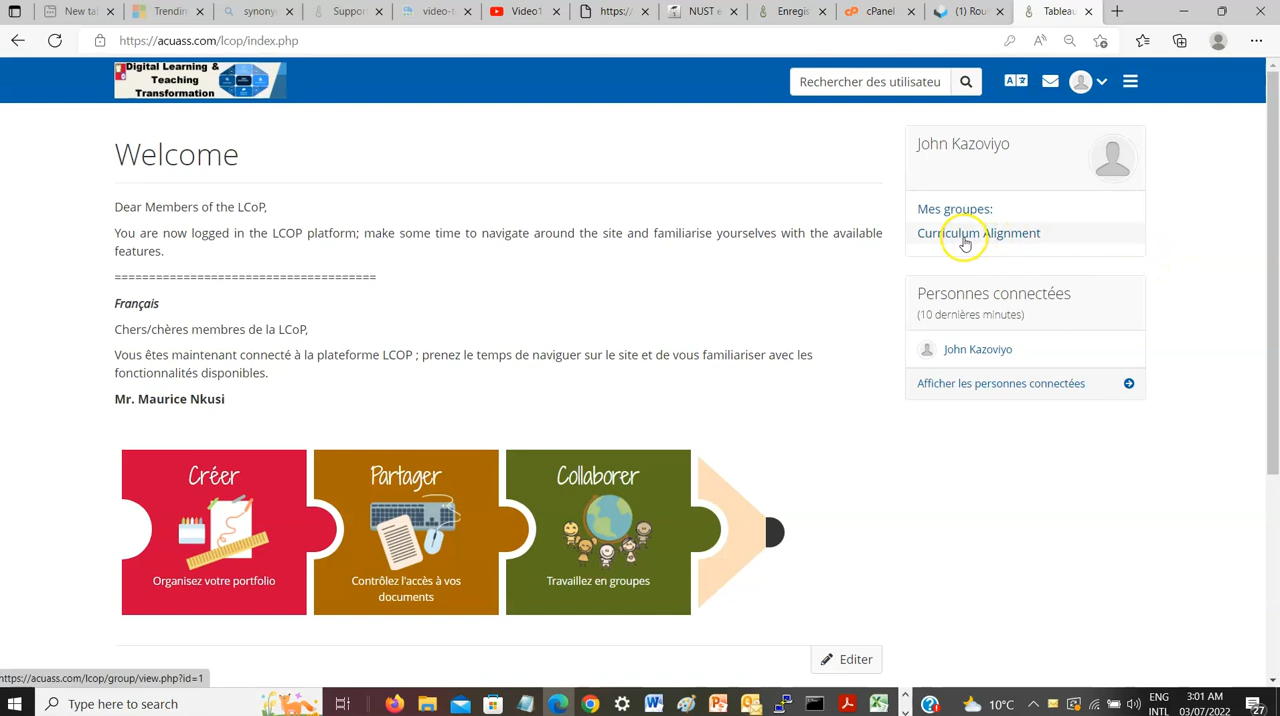 New tab
synony
Support
video-t
Video1
https:/
NUST e
Enregis
cPanel
(1) Rou
Tableau
https://acuass.com/lcop/index.php
Digital Learning &
Teaching
Transformation
Rechercher des utilisateu
Welcome
Dear Members of the LCoP,
You are now logged in the LCOP platform; make some time to navigate around the site and familiarise yourselves with the available
features.
=====================================
Français
Chers/chères membres de la LCoP,
Vous êtes maintenant connecté à la plateforme LCOP ; prenez le temps de naviguer sur le site et de vous familiariser avec les
fonctionnalités disponibles.
Mr. Maurice Nkusi
Créer
Organisez votre portfolio
Partager
Contrôlez l'accès à vos
documents
Collaborer
Travaillez en groupes
Editer
John Kazoviyo
Mes groupes:
Curriculum Alignment
Personnes connectées
(10 dernières minutes)
John Kazoviyo
Afficher les personnes connectées
https://acuass.com/lcop/group/view.php?id=1
Type here to search
10°C
ENG
INTL
3:01 AM
03/07/2022
27